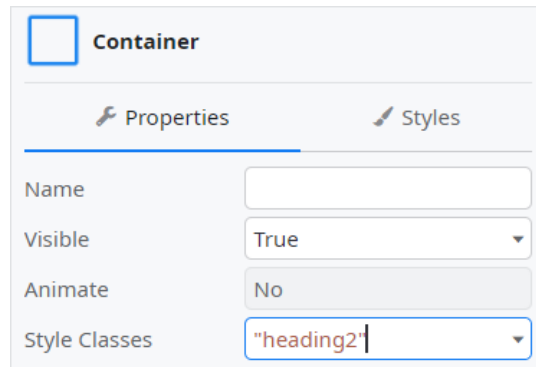 Container
Properties Styles
Name
Visible True
Animate No
Style Classes "heading2"